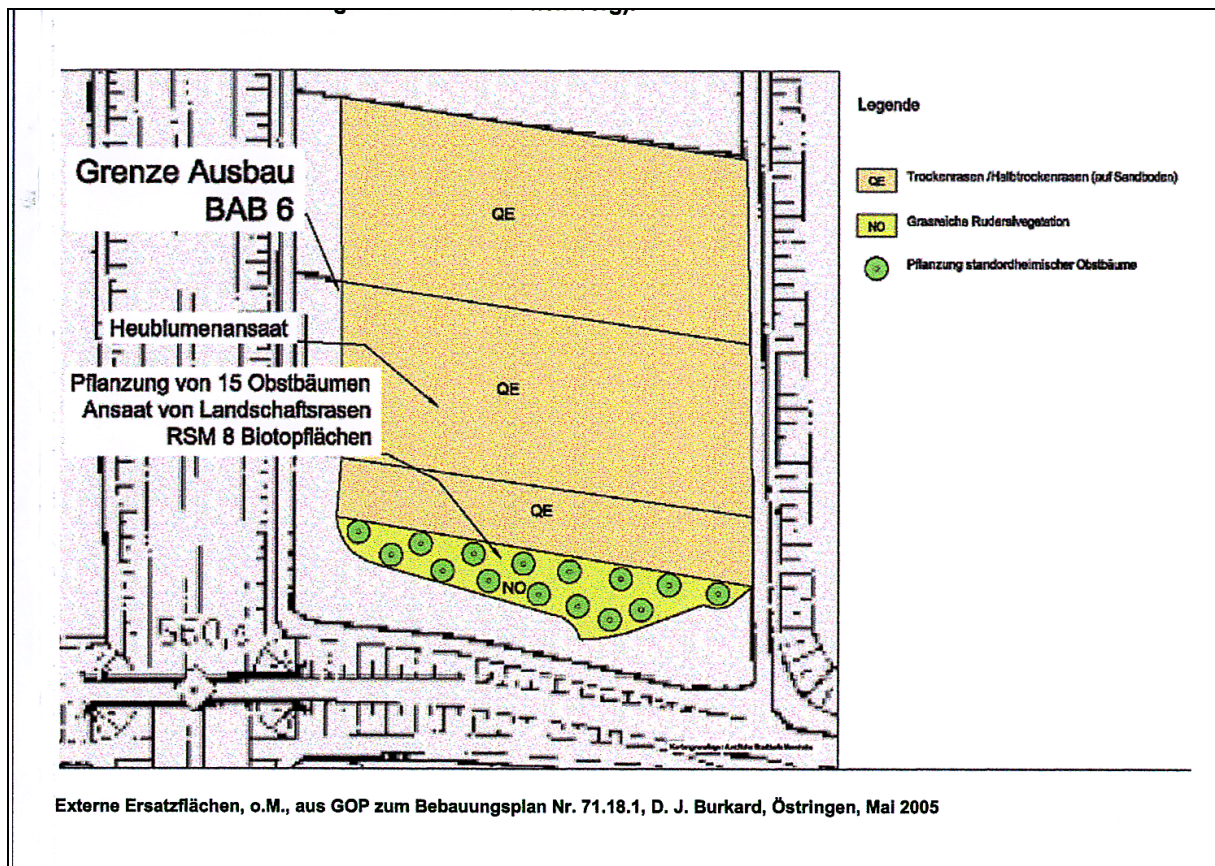 Legende
Grenze Ausbau
BAB 6
QE
QE Trockenrasen /Halbtrockenrasen (auf Sandboden)
NO Grasreiche Ruderalvegetation
Pflanzung standordheimischer Obstbäume
Heublumenansaat
Pflanzung von 15 Obstbäumen
Ansaat von Landschaftsrasen
RSM 8 Biotopflächen
QE
QE
NO
Externe Ersatzflächen, o.M., aus GOP zum Bebauungsplan Nr. 71.18.1, D. J. Burkard, Östringen, Mai 2005